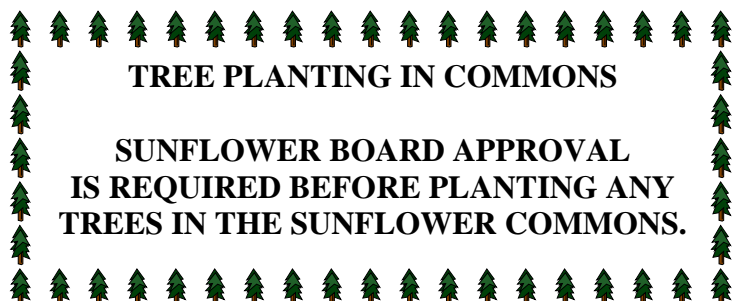 TREE PLANTING IN COMMONS
SUNFLOWER BOARD APPROVAL
IS REQUIRED BEFORE PLANTING ANY
TREES IN THE SUNFLOWER COMMONS.